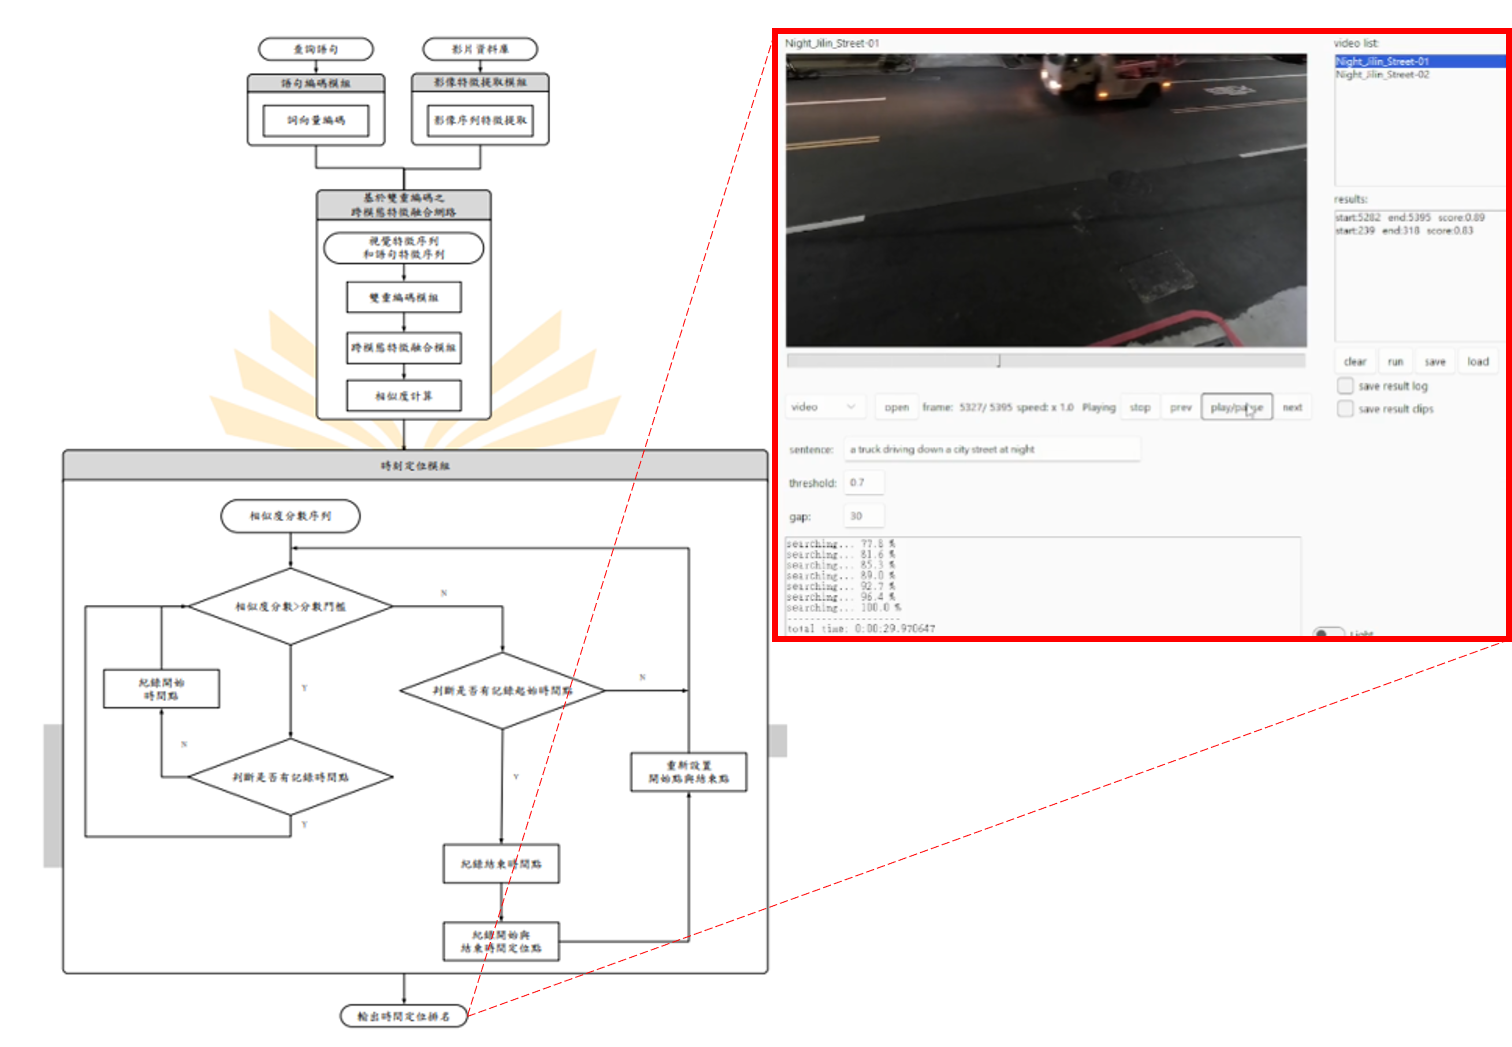 查詢語句
影片資料庫
語句編碼模組
影像特徵提取模組
詞向量編碼
影像序列特徵提取
基於雙重編碼之
跨模態特徵融合網路
視覺特徵序列
和語句特徵序列
雙重編碼模組
跨模態特徵融合模組
相似度計算
時刻定位模組
相似度分數序列
相似度分數>分數門檻
N
Y
紀錄開始
時間點
判斷是否有記錄起始時間點
N
N
判斷是否有記錄時間點
Y
Y
重新設置
開始點與結束點
紀錄結束時間點
紀錄開始與
結束時間定位點
輸出時間定位排名
Night_Jilin_Street-01
video list:
Night_Jilin_Street-01
Night_Jilin_Street-02
results:
start:5282 end:5395 score:0.89
start:239 end:318 score:0.83
clear run save load
save result log
save result clips
video open frame: 5327/ 5395 speed: x 1.0 Playing stop prev play/pause next
sentence: a truck driving down a city street at night
threshold: 0.7
gap: 30
searching... 77.8 %
searching... 81.6 %
searching... 85.3 %
searching... 89.0 %
searching... 92.7 %
searching... 96.4 %
searching... 100.0 %
--------------------
total time: 0:00:29.970647
Light